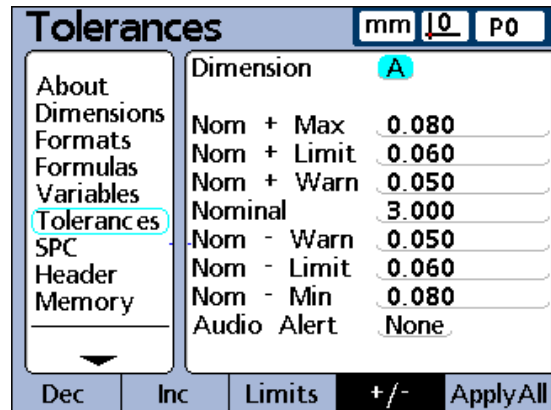 Tolerances mm 0 P0
About
Dimensions
Formats
Formulas
Variables
Tolerances
SPC
Header
Memory
Dimension A
Nom + Max 0.080
Nom + Limit 0.060
Nom + Warn 0.050
Nominal 3.000
Nom - Warn 0.050
Nom - Limit 0.060
Nom - Min 0.080
Audio Alert None
Dec Inc Limits +/- ApplyAll